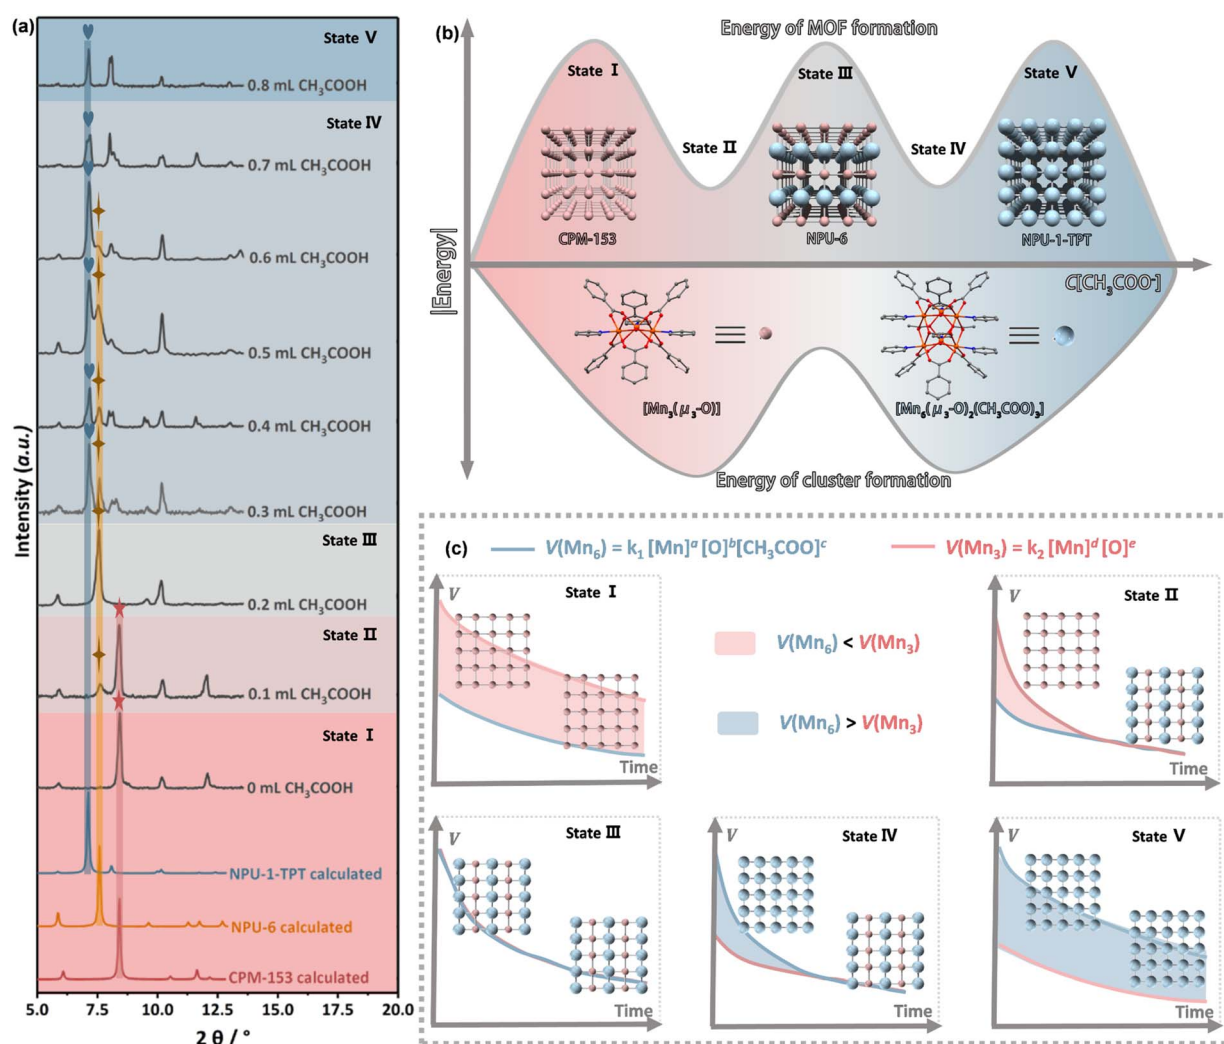 (a)
State Ⅴ
0.8 mL CH₃COOH
State Ⅳ
0.7 mL CH₃COOH
0.6 mL CH₃COOH
0.5 mL CH₃COOH
0.4 mL CH₃COOH
0.3 mL CH₃COOH
State Ⅲ
0.2 mL CH₃COOH
State Ⅱ
0.1 mL CH₃COOH
State Ⅰ
0 mL CH₃COOH
NPU-1-TPT calculated
NPU-6 calculated
CPM-153 calculated
Intensity (a.u.)
5.0 7.5 10.0 12.5 15.0 17.5 20.0
2 θ / °
(b)
Energy of MOF formation
State Ⅰ
State Ⅲ
State Ⅴ
State Ⅱ
State Ⅳ
CPM-153
NPU-6
NPU-1-TPT
|Energy|
C[CH₃COO⁻]
[Mn₃(μ₃-O)]
[Mn₆(μ₃-O)₂(CH₃COO)₃]
Energy of cluster formation
(c)
V(Mn₆) = k₁ [Mn]ᵃ [O]ᵇ[CH₃COO]ᶜ
V(Mn₃) = k₂ [Mn]ᵈ [O]ᵉ
V
State Ⅰ
Time
V(Mn₆) < V(Mn₃)
V(Mn₆) > V(Mn₃)
V
State Ⅱ
Time
V
State Ⅲ
Time
V
State Ⅳ
Time
V
State Ⅴ
Time